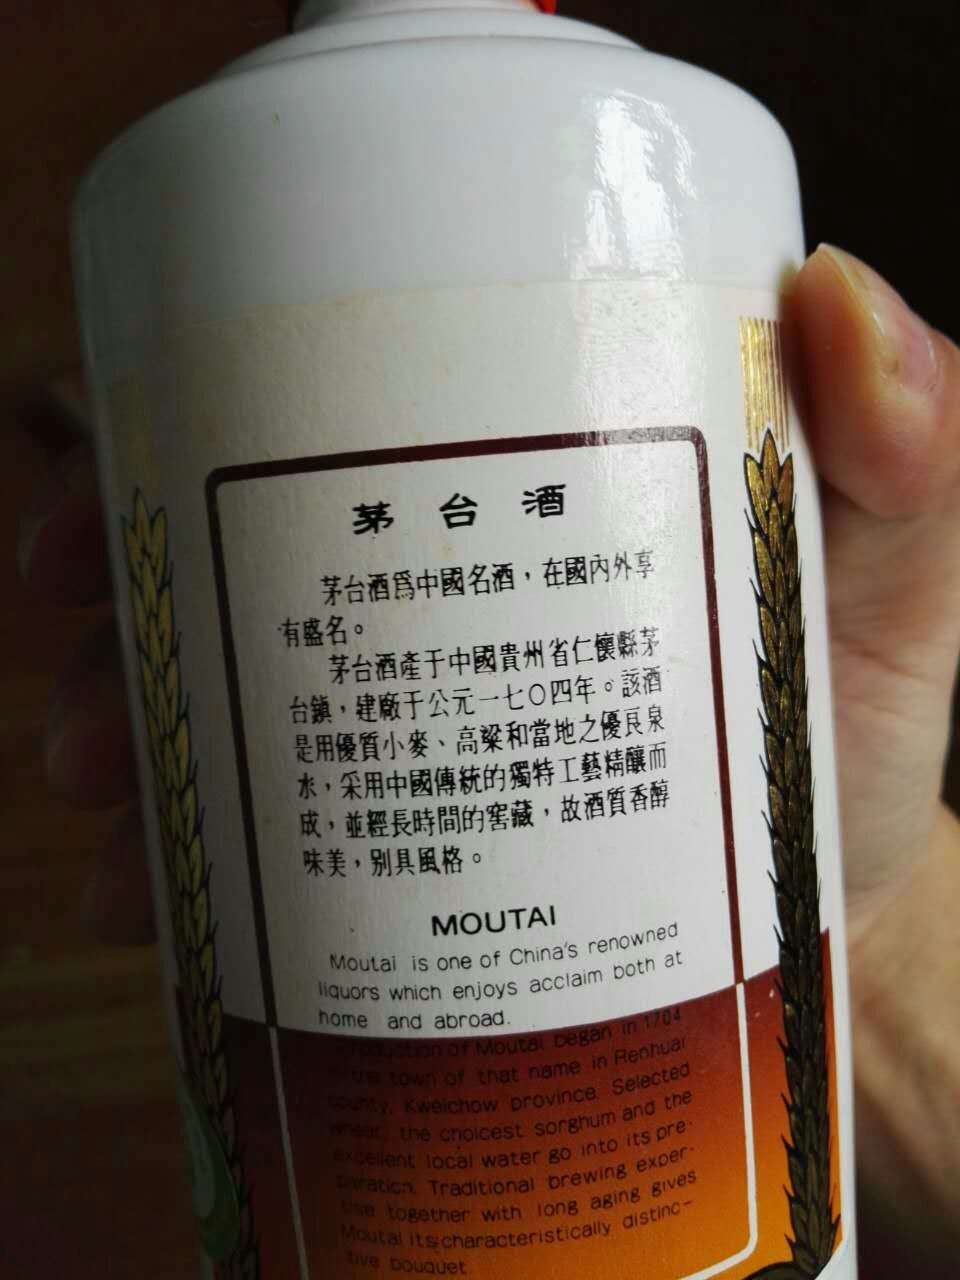 茅台酒
茅台酒爲中國名酒，在國內外享
有盛名。
茅台酒產于中國貴州省仁懷縣茅
台鎮，建廠于公元一七〇四年。該酒
是用優質小麥、高粱和當地之優良泉
水，采用中國傳統的獨特工藝精釀而
成，並經長時間的窖藏，故酒質香醇
味美，别具風格。
MOUTAI
Moutai is one of China's renowned
liquors which enjoys acclaim both at
home and abroad.
production of Moutai began in 1704
in the town of that name in Renhuai
county, Kweichow province. Selected
wheat, the choicest sorghum and the
excellent local water go into its pre-
paration. Traditional brewing exper-
tise together with long aging gives
Moutai its characteristically distinc-
tive bouquet